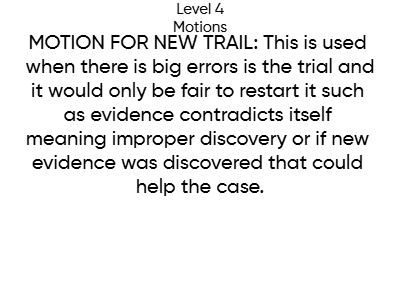 Level 4
Motions
MOTION FOR NEW TRAIL: This is used
when there is big errors is the trial and
it would only be fair to restart it such
as evidence contradicts itself
meaning improper discovery or if new
evidence was discovered that could
help the case.